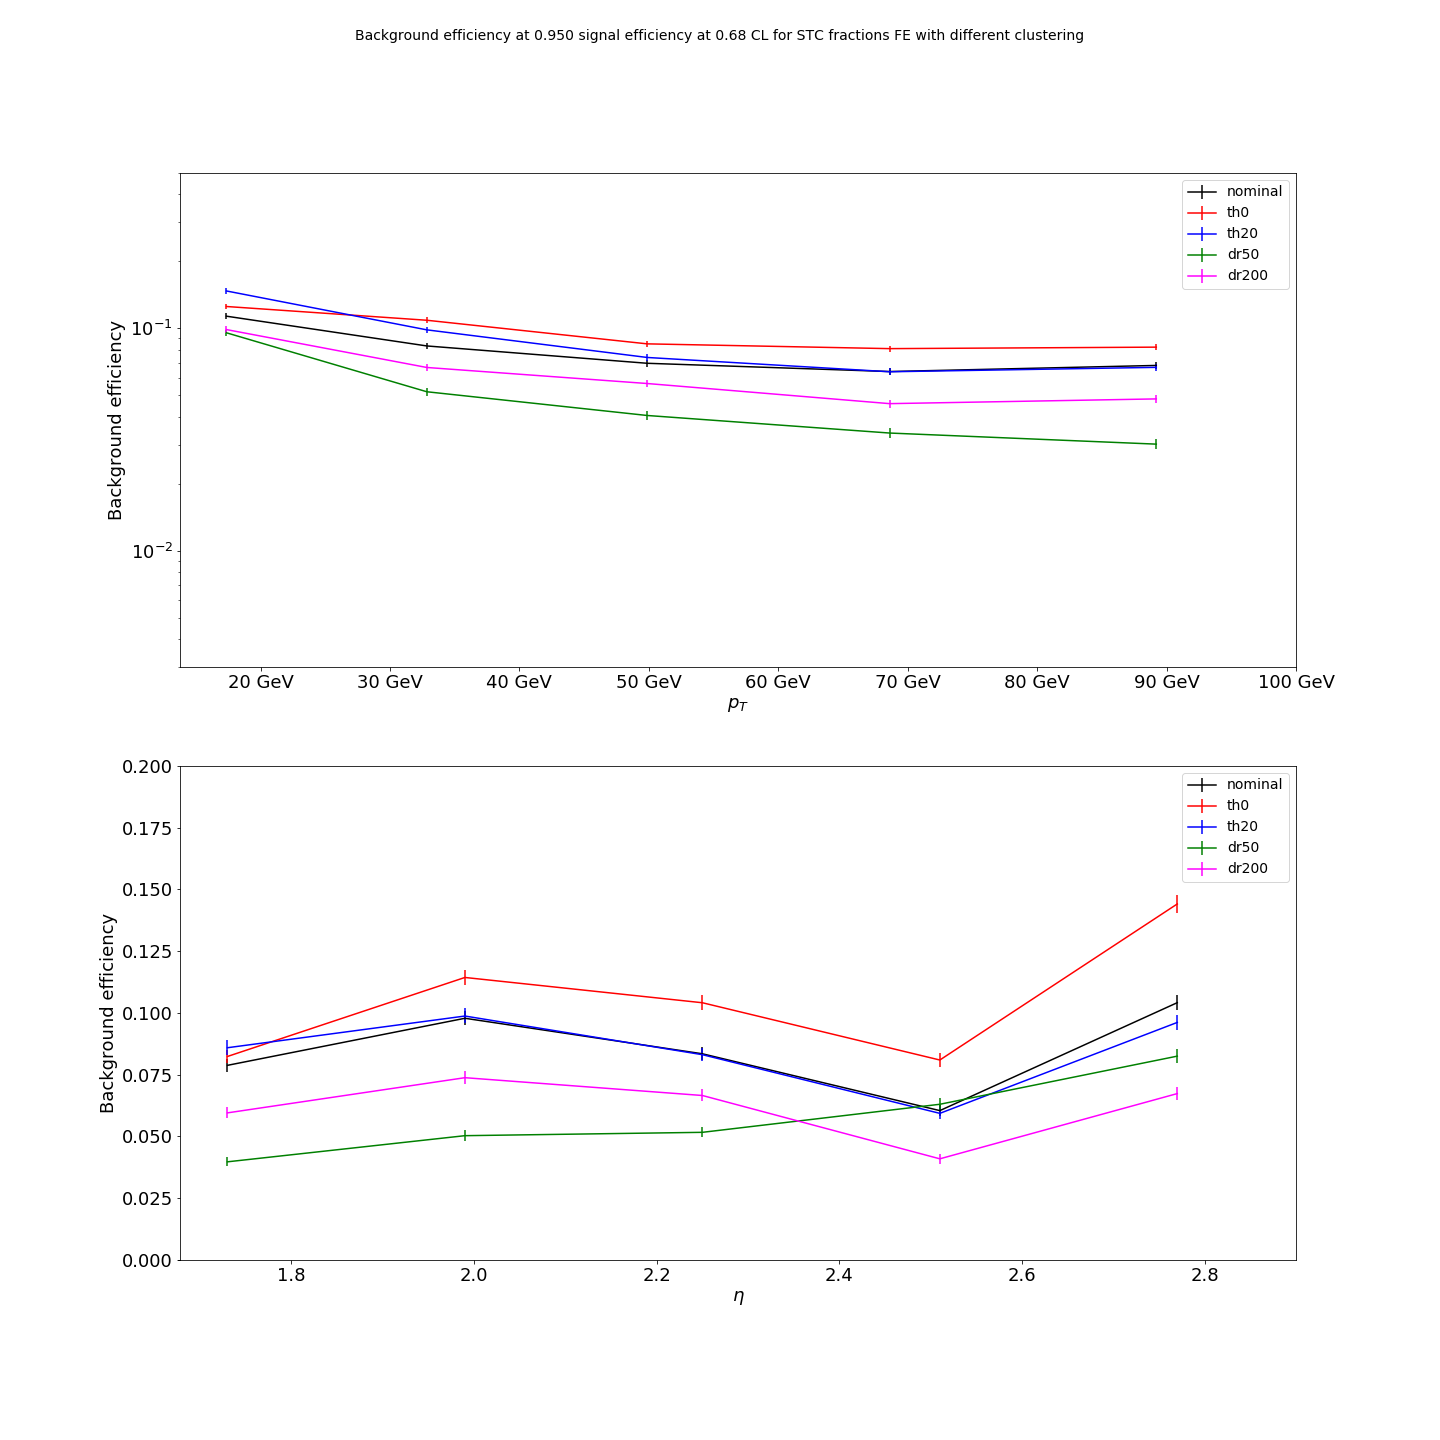 Background efficiency at 0.950 signal efficiency at 0.68 CL for STC fractions FE with different clustering
nominal
th0
th20
dr50
dr200
Background efficiency
10⁻¹
10⁻²
20 GeV 30 GeV 40 GeV 50 GeV 60 GeV 70 GeV 80 GeV 90 GeV 100 GeV
p_T
0.200
0.175
0.150
0.125
0.100
0.075
0.050
0.025
0.000
Background efficiency
nominal
th0
th20
dr50
dr200
1.8 2.0 2.2 2.4 2.6 2.8
η